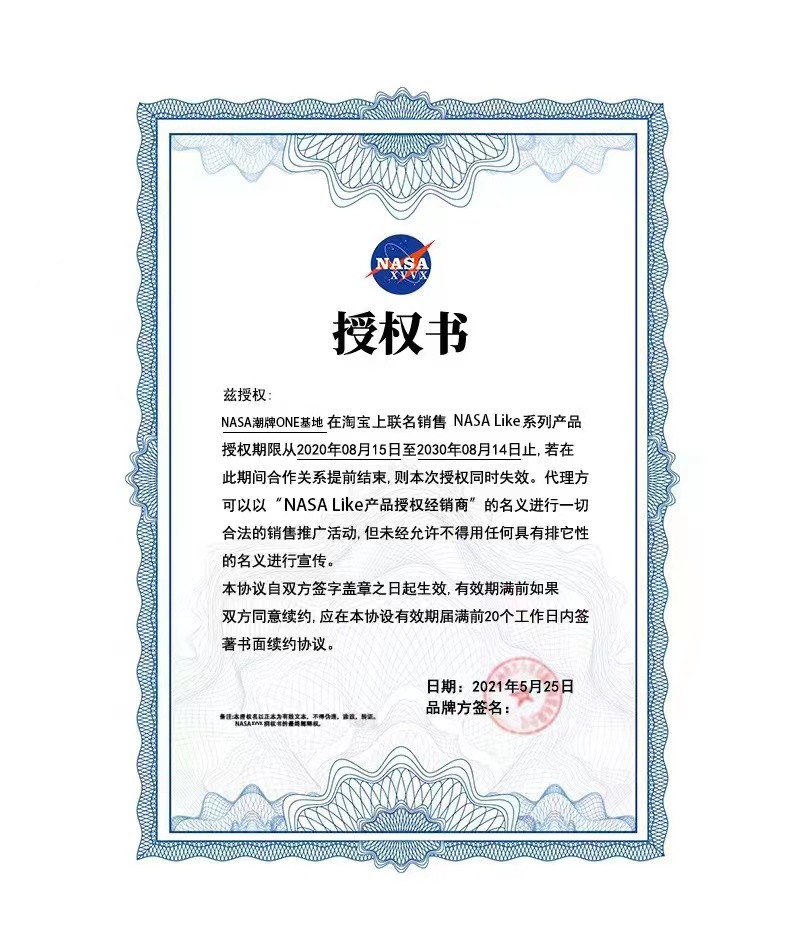 NASA
XVVX
授权书
兹授权:
NASA潮牌ONE基地 在淘宝上联名销售 NASA Like系列产品
授权期限从2020年08月15日至2030年08月14日止, 若在
此期间合作关系提前结束, 则本次授权同时失效。代理方
可以以“NASA Like产品授权经销商”的名义进行一切
合法的销售推广活动, 但未经允许不得用任何具有排它性
的名义进行宣传。
本协议自双方签字盖章之日起生效, 有效期满前如果
双方同意续约, 应在本协设有效期届满前20个工作日内签
著书面续约协议。
日期：2021年5月25日
品牌方签名：
备注:本授权名以正本为有效文本，不得伪造，涂改，验证。
NASA XVVX 授权书的最终解释权。